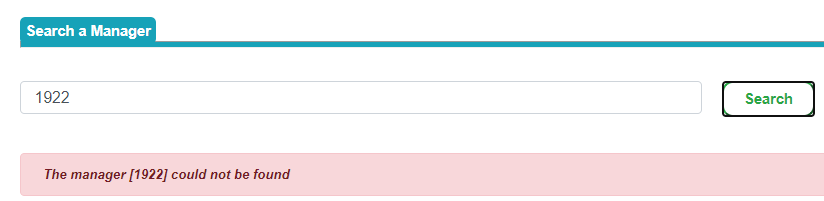 Search a Manager
1922
Search
The manager [1922] could not be found